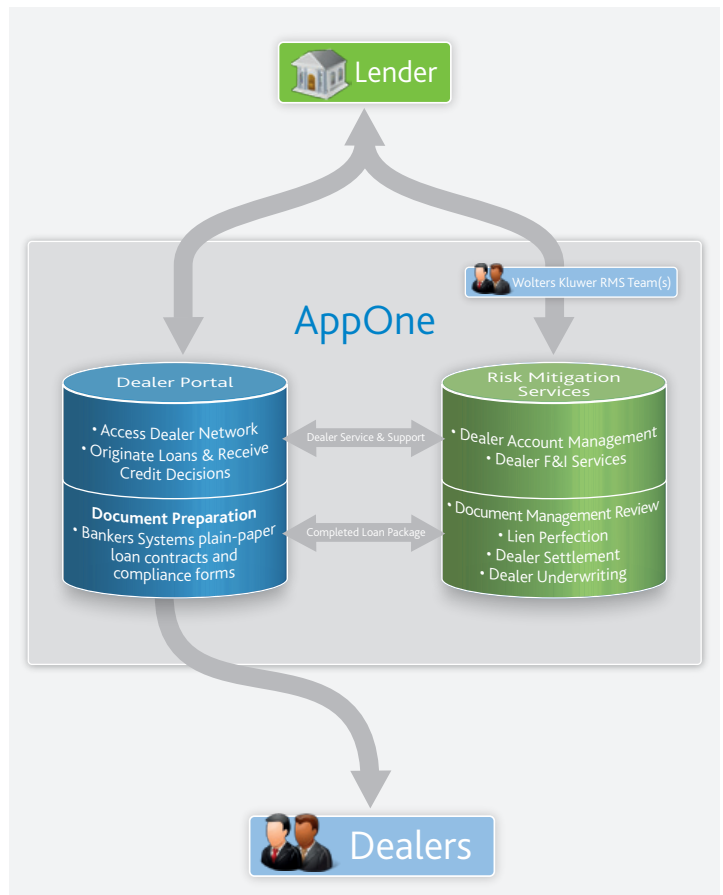 Lender
Wolters Kluwer RMS Team(s)
AppOne
Dealer Portal
• Access Dealer Network
• Originate Loans & Receive
Credit Decisions
Document Preparation
• Bankers Systems plain-paper
loan contracts and
compliance forms
Dealer Service & Support
Completed Loan Package
Risk Mitigation
Services
• Dealer Account Management
• Dealer F&I Services
• Document Management Review
• Lien Perfection
• Dealer Settlement
• Dealer Underwriting
Dealers